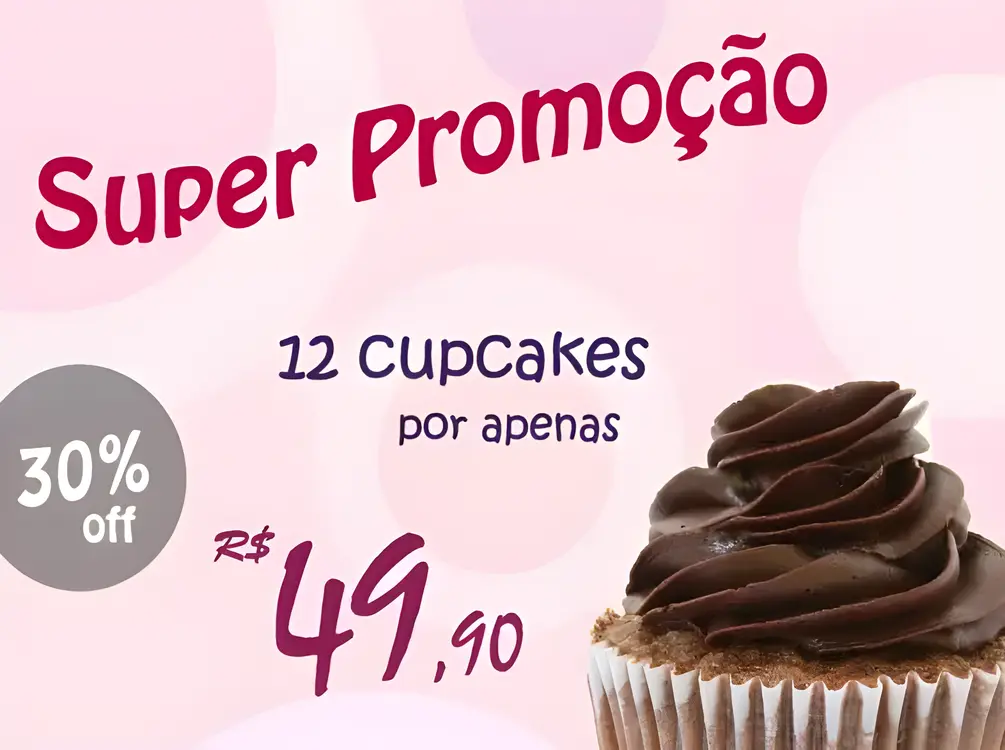 Super Promoção
12 cupcakes
por apenas
30%
off
R$ 49,90